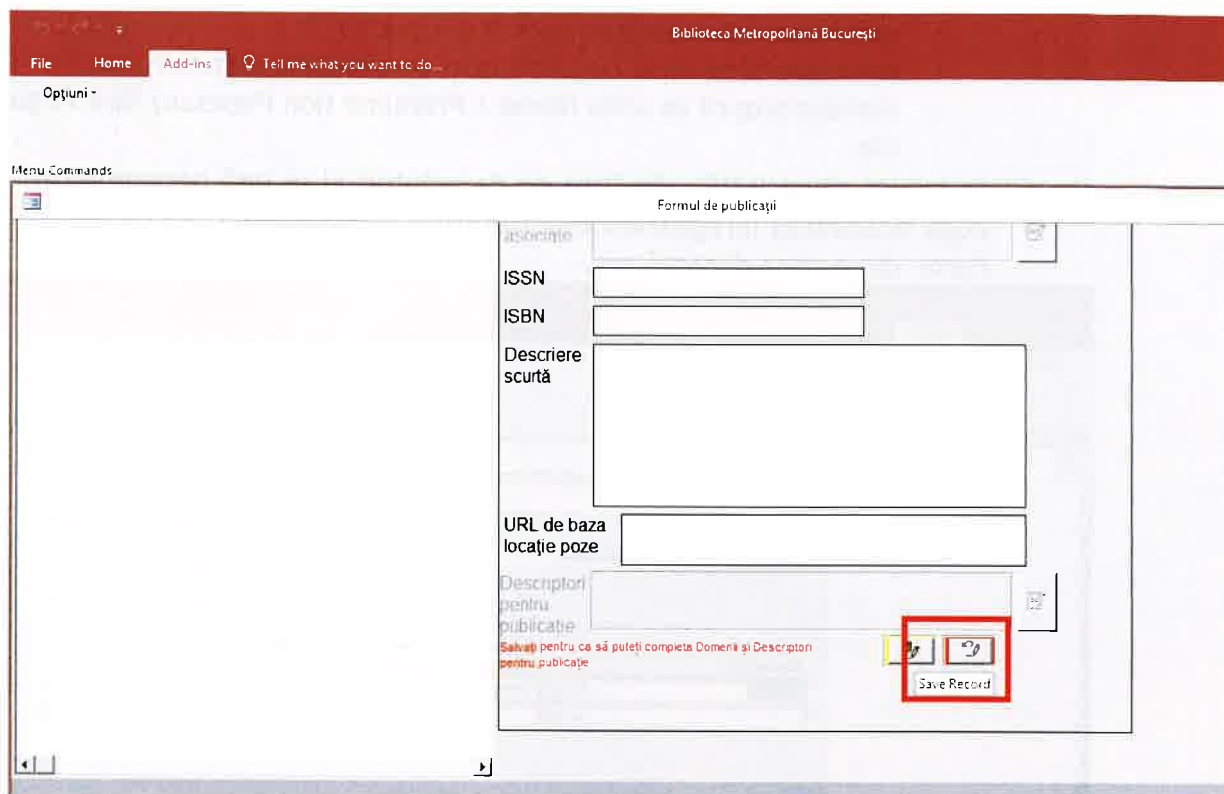 Biblioteca Metropolitană București
File Home Add-ins Tell me what you want to do...
Opțiuni
Menu Commands
Formul de publicații
asociate
ISSN
ISBN
Descriere
scurtă
URL de baza
locație poze
Descriptori
pentru
publicație
Salvați pentru ca să puteți completa Domenii și Descriptori
pentru publicație
Save Record